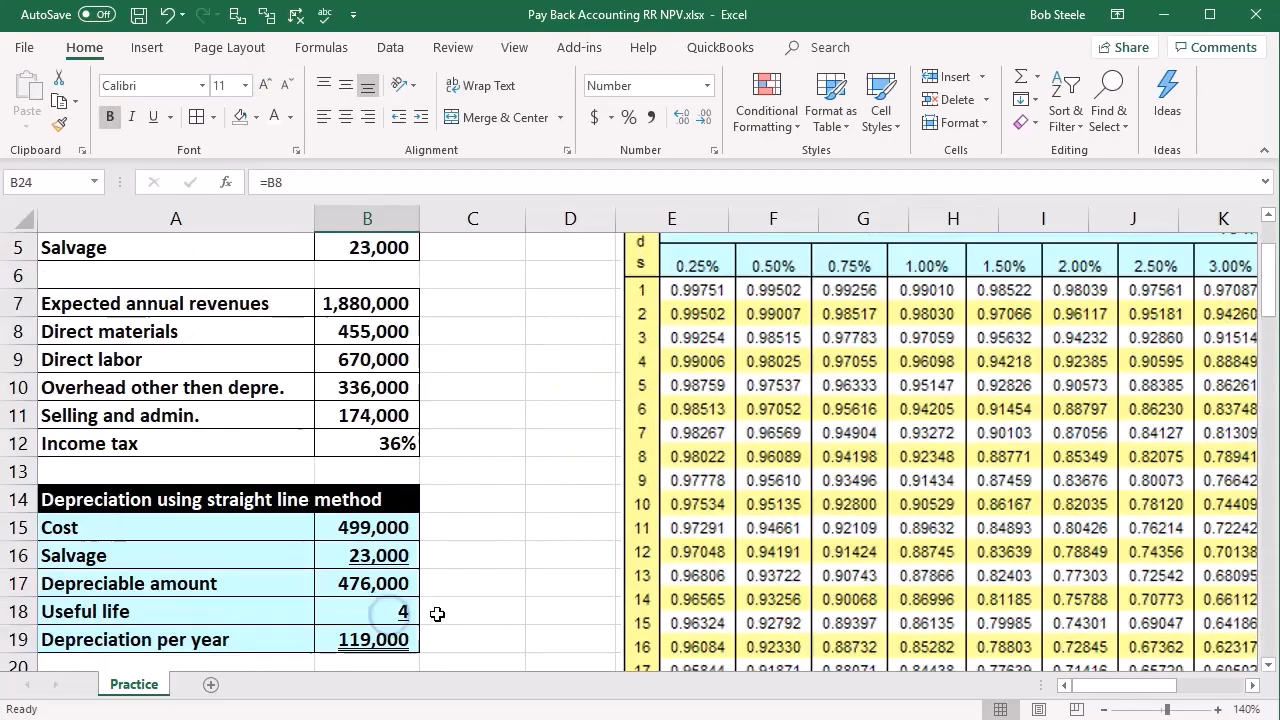 AutoSave Off Pay Back Accounting RR NPV.xlsx - Excel Bob Steele
File Home Insert Page Layout Formulas Data Review View Add-ins Help QuickBooks Search Share Comments
Paste Calibri 11 Wrap Text Number Insert
B I U Merge & Center $ % Conditional Formatting Format as Table Cell Styles Delete Format Sort & Filter Find & Select Ideas
Clipboard Font Alignment Number Styles Cells Editing Ideas
B24 fx =B8
A B C D E F G H I J K
5 Salvage 23,000 d
6 s 0.25% 0.50% 0.75% 1.00% 1.50% 2.00% 2.50% 3.00%
1 0.99751 0.99502 0.99256 0.99010 0.98522 0.98039 0.97561 0.97087
7 Expected annual revenues 1,880,000 2 0.99502 0.99007 0.98517 0.98030 0.97066 0.96117 0.95181 0.94260
8 Direct materials 455,000 3 0.99254 0.98515 0.97783 0.97059 0.95632 0.94232 0.92860 0.91514
9 Direct labor 670,000 4 0.99006 0.98025 0.97055 0.96098 0.94218 0.92385 0.90595 0.88849
10 Overhead other then depre. 336,000 5 0.98759 0.97537 0.96333 0.95147 0.92826 0.90573 0.88385 0.86261
6 0.98513 0.97052 0.95616 0.94205 0.91454 0.88797 0.86230 0.83748
11 Selling and admin. 174,000 7 0.98267 0.96569 0.94904 0.93272 0.90103 0.87056 0.84127 0.81309
12 Income tax 36% 8 0.98022 0.96089 0.94198 0.92348 0.88771 0.85349 0.82075 0.78941
13 9 0.97778 0.95610 0.93496 0.91434 0.87459 0.83676 0.80073 0.76642
14 Depreciation using straight line method 10 0.97534 0.95135 0.92800 0.90529 0.86167 0.82035 0.78120 0.74409
15 Cost 499,000 11 0.97291 0.94661 0.92109 0.89632 0.84893 0.80426 0.76214 0.72242
16 Salvage 23,000 12 0.97048 0.94191 0.91424 0.88745 0.83639 0.78849 0.74356 0.70138
17 Depreciable amount 476,000 13 0.96806 0.93722 0.90743 0.87866 0.82403 0.77303 0.72542 0.68095
14 0.96565 0.93256 0.90068 0.86996 0.81185 0.75788 0.70773 0.66112
18 Useful life 4 15 0.96324 0.92792 0.89397 0.86135 0.79985 0.74301 0.69047 0.64186
19 Depreciation per year 119,000 16 0.96084 0.92330 0.88732 0.85282 0.78803 0.72845 0.67362 0.62317
20
Practice
Ready 140%